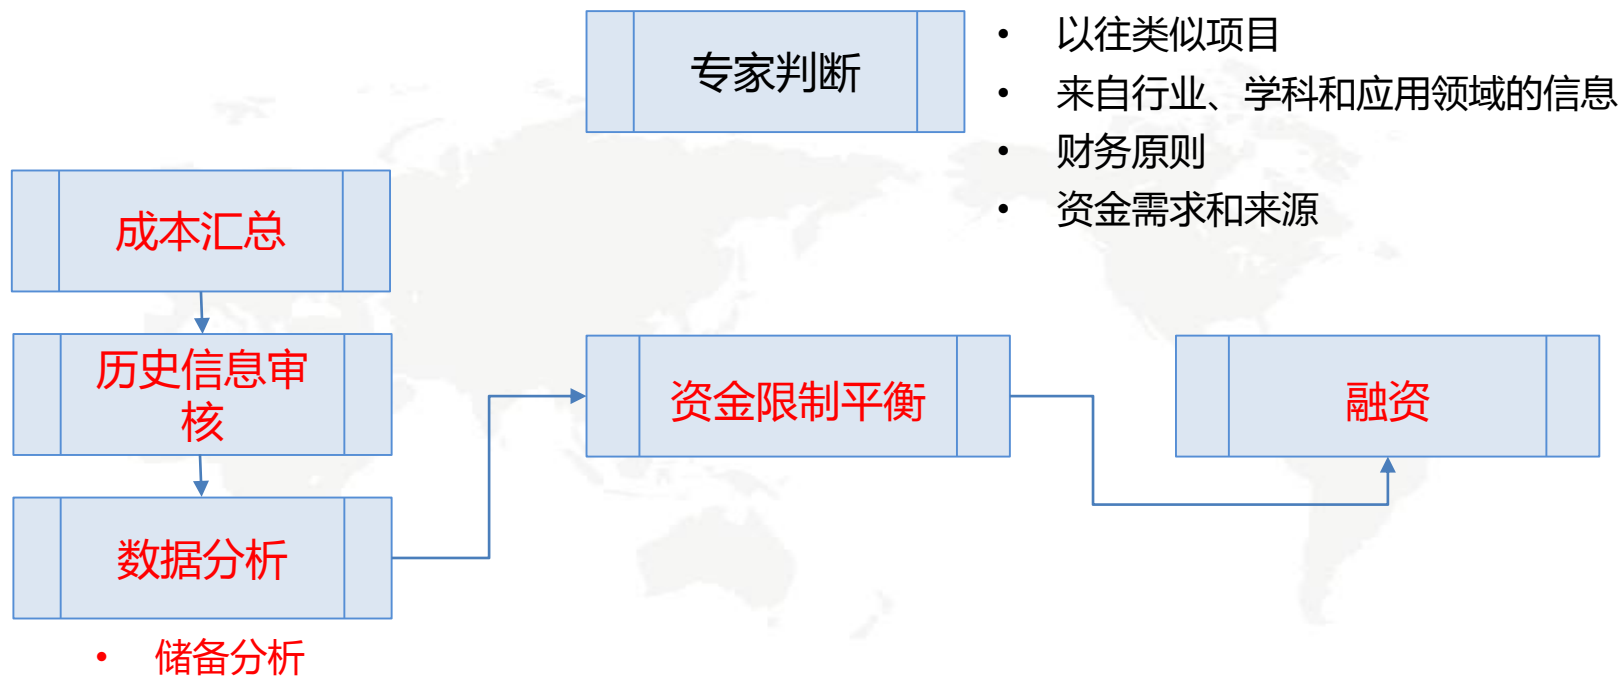 专家判断
• 以往类似项目
• 来自行业、学科和应用领域的信息
• 财务原则
• 资金需求和来源
成本汇总
历史信息审
核
数据分析
• 储备分析
资金限制平衡
融资